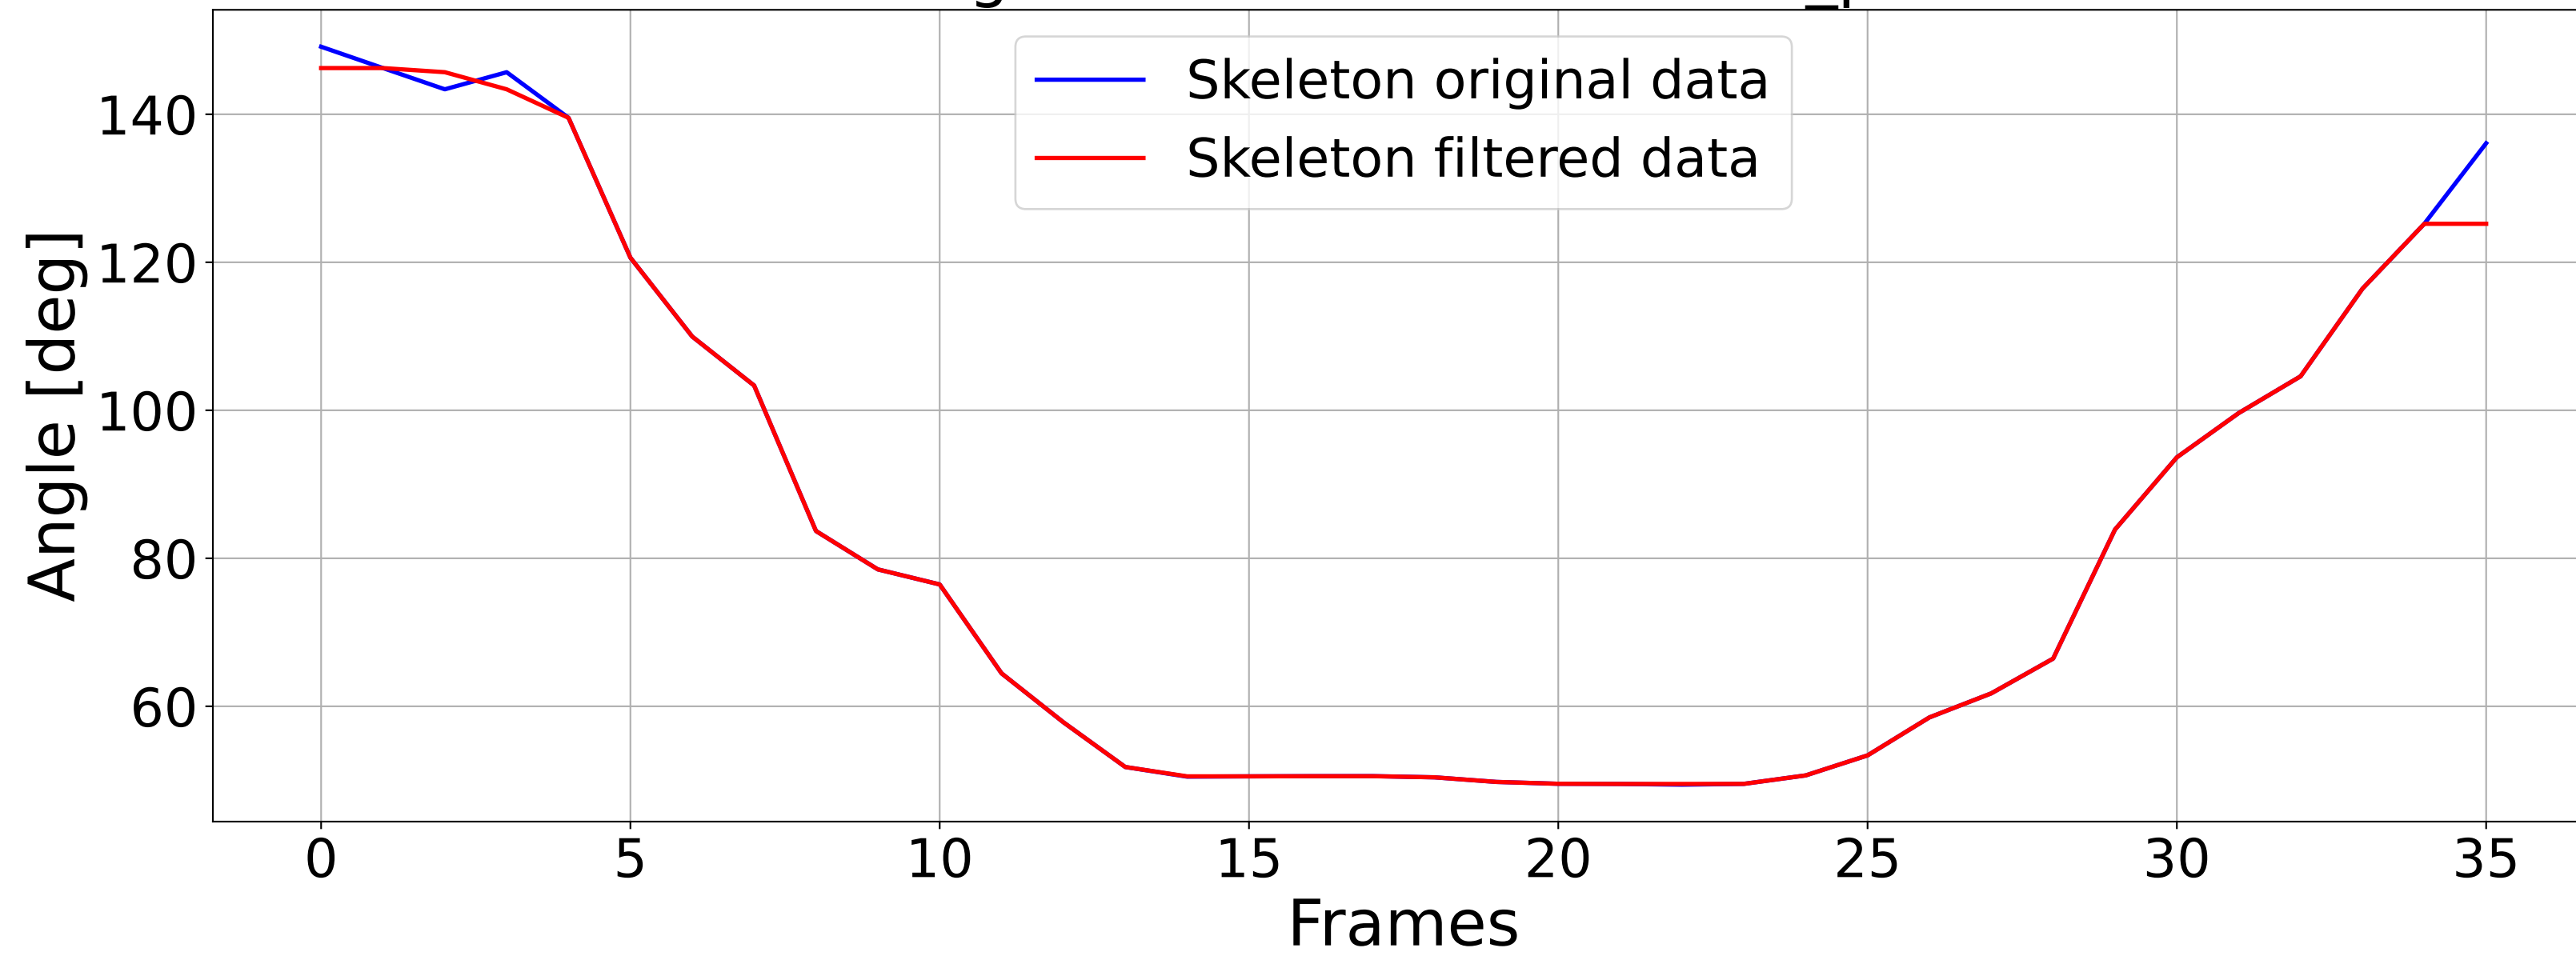 Skeleton original data
Skeleton filtered data
Angle [deg]
140
120
100
80
60
0 5 10 15 20 25 30 35
Frames